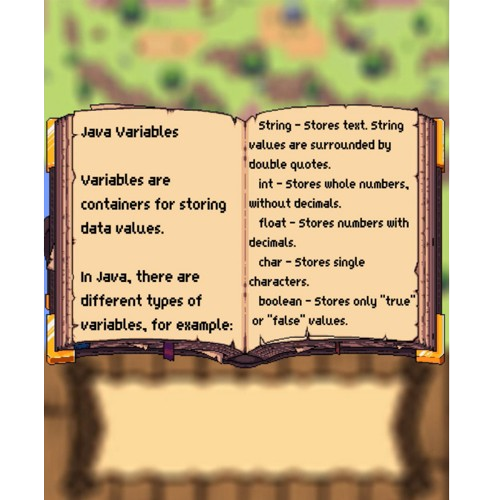 Java Variables
Variables are
containers for storing
data values.
In Java, there are
different types of
variables, for example:
String - Stores text. String
values are surrounded by
double quotes.
int - Stores whole numbers,
without decimals.
float - Stores numbers with
decimals.
char - Stores single
characters.
boolean - Stores only "true"
or "false" values.